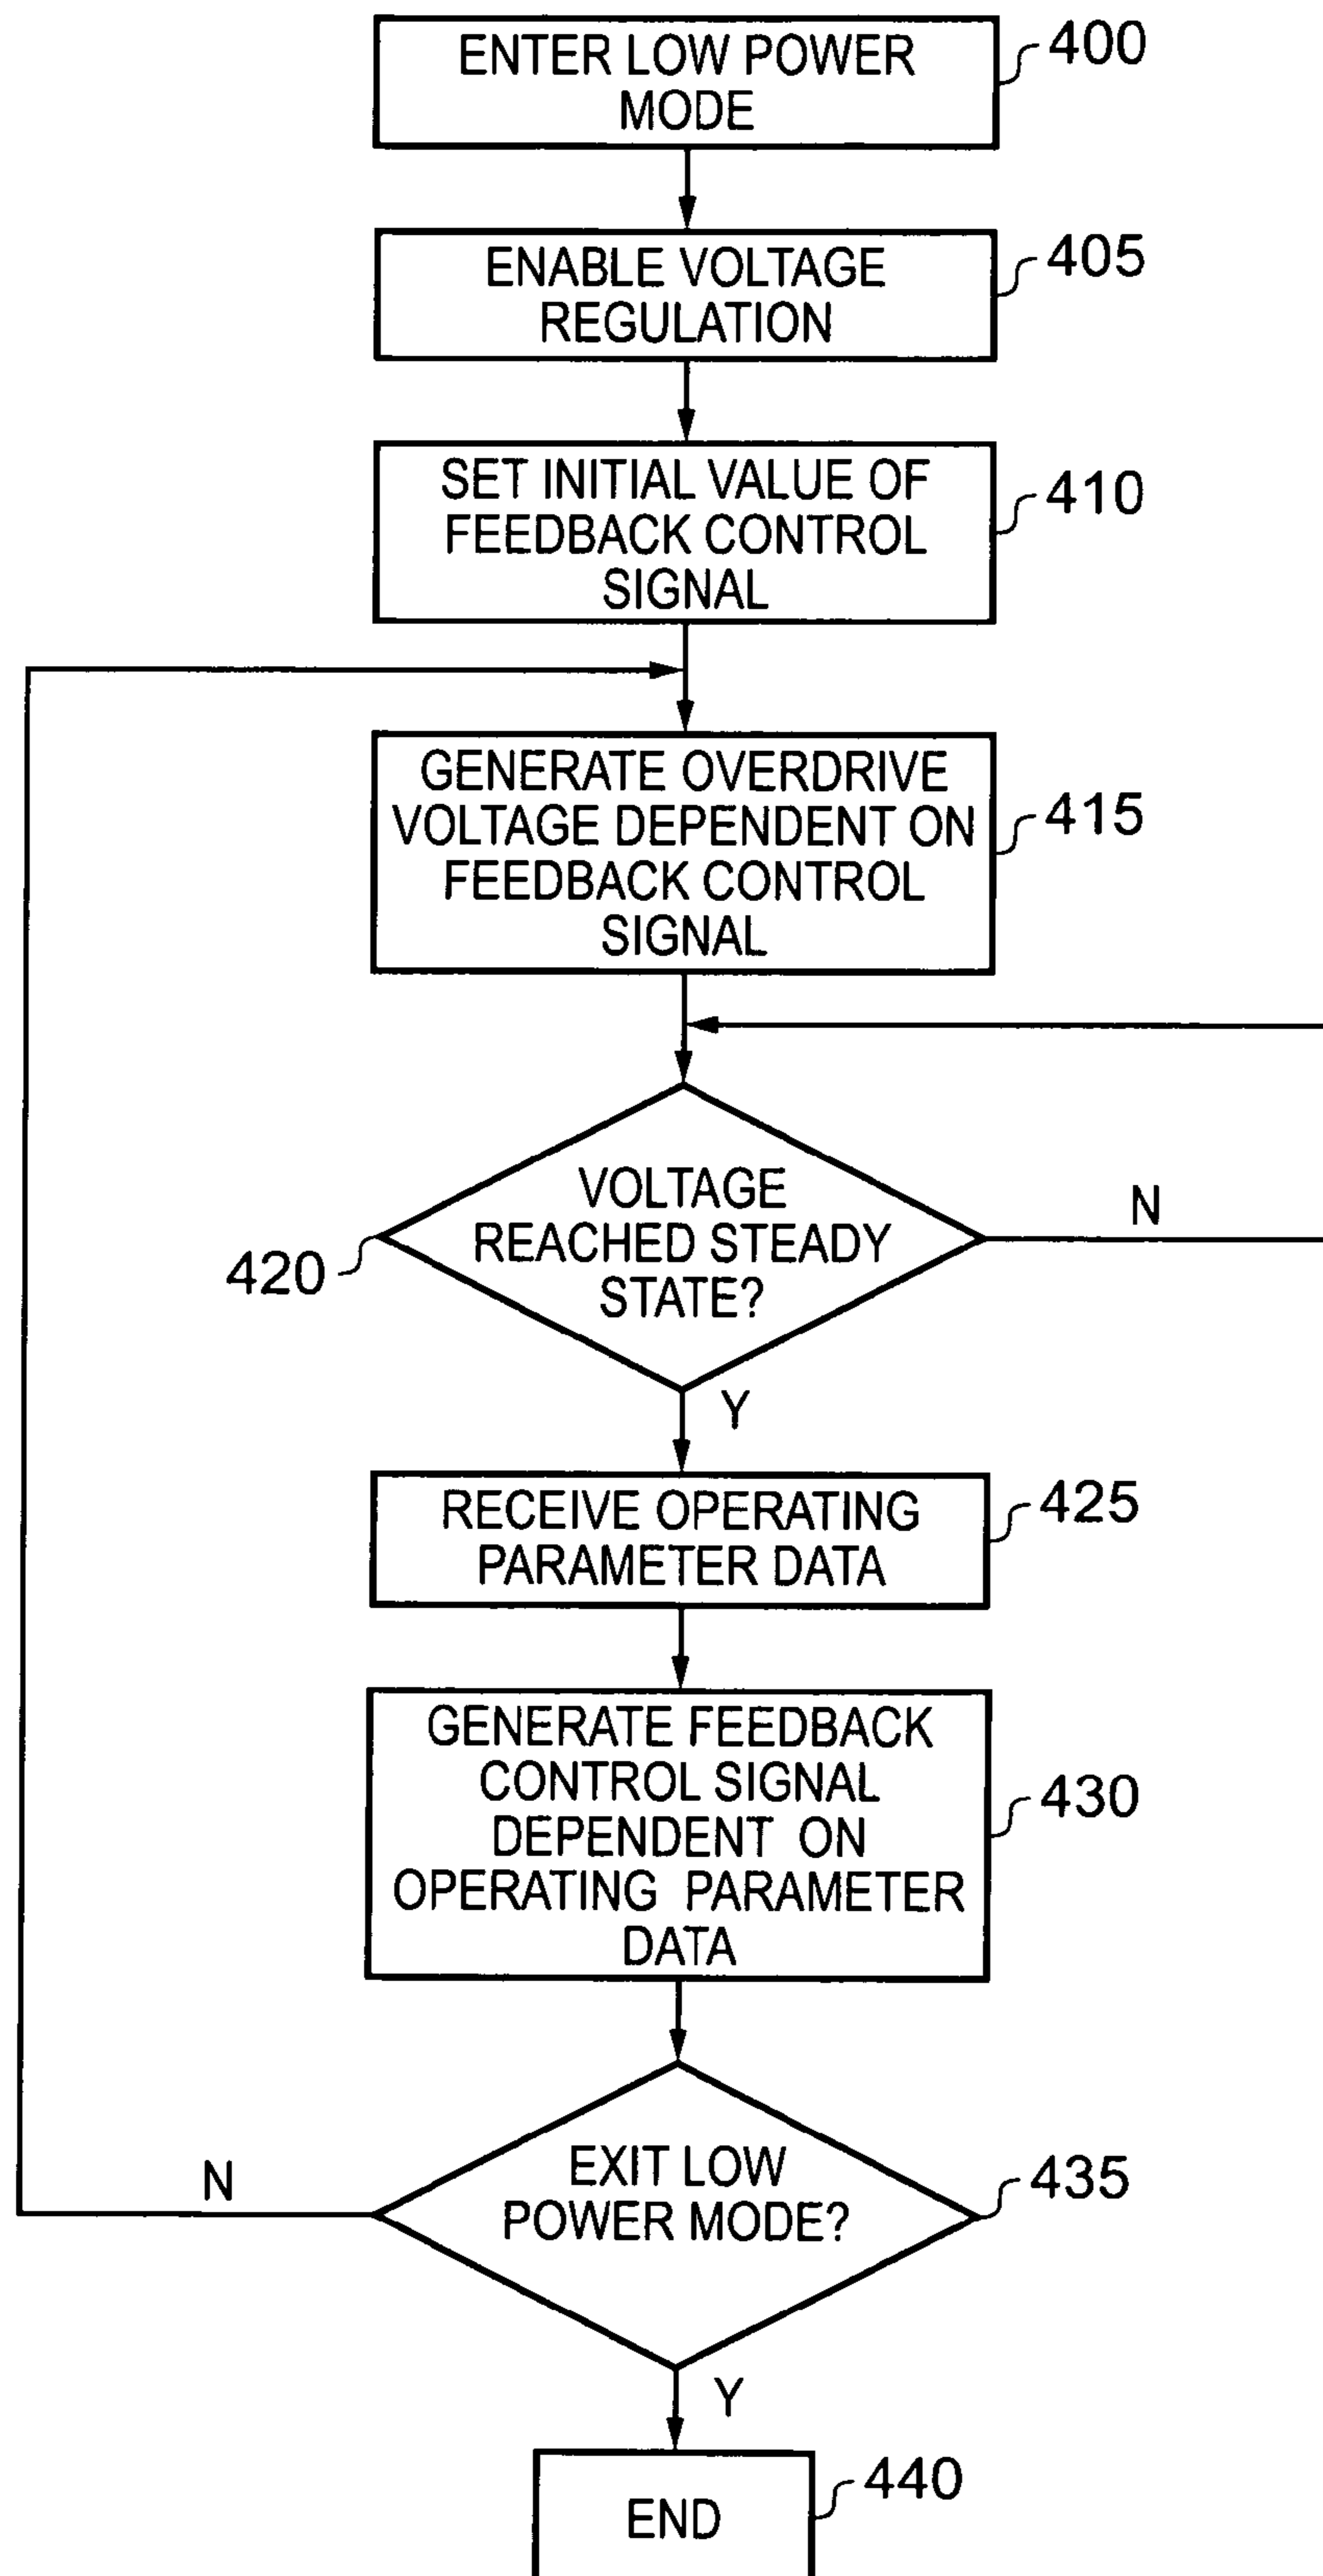 ENTER LOW POWER
MODE
400
ENABLE VOLTAGE
REGULATION
405
SET INITIAL VALUE OF
FEEDBACK CONTROL
SIGNAL
410
GENERATE OVERDRIVE
VOLTAGE DEPENDENT ON
FEEDBACK CONTROL
SIGNAL
415
VOLTAGE
REACHED STEADY
STATE?
420
N
Y
RECEIVE OPERATING
PARAMETER DATA
425
GENERATE FEEDBACK
CONTROL SIGNAL
DEPENDENT ON
OPERATING PARAMETER
DATA
430
EXIT LOW
POWER MODE?
435
N
Y
END
440